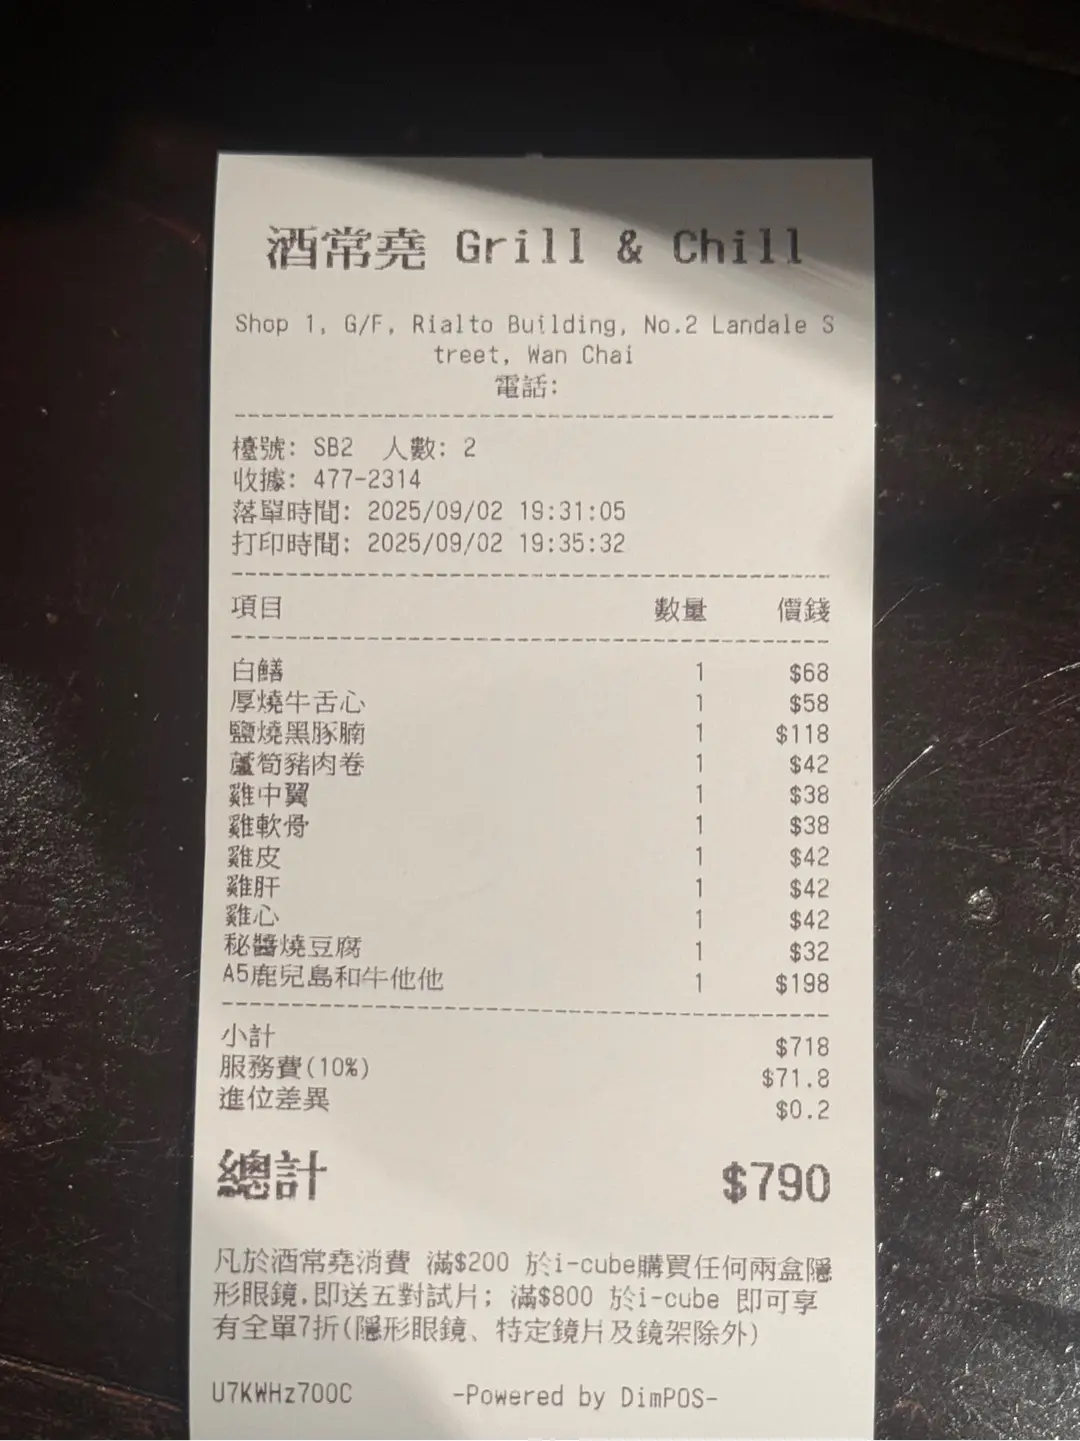 酒常堯 Grill & Chill
Shop 1, G/F, Rialto Building, No.2 Landale S
treet, Wan Chai
電話:
檯號: SB2 人數: 2
收據: 477-2314
落單時間: 2025/09/02 19:31:05
打印時間: 2025/09/02 19:35:32
項目 數量 價錢
白鱔 1 $68
厚燒牛舌心 1 $58
鹽燒黑豚腩 1 $118
蘆筍豬肉卷 1 $42
雞中翼 1 $38
雞軟骨 1 $38
雞皮 1 $42
雞肝 1 $42
雞心 1 $42
秘醬燒豆腐 1 $32
A5鹿兒島和牛他他 1 $198
小計 $718
服務費(10%) $71.8
進位差異 $0.2
總計 $790
凡於酒常堯消費 滿$200 於i-cube購買任何兩盒隱
形眼鏡,即送五對試片; 滿$800 於i-cube 即可享
有全單7折(隱形眼鏡、特定鏡片及鏡架除外)
U7KWHz700C -Powered by DimPOS-